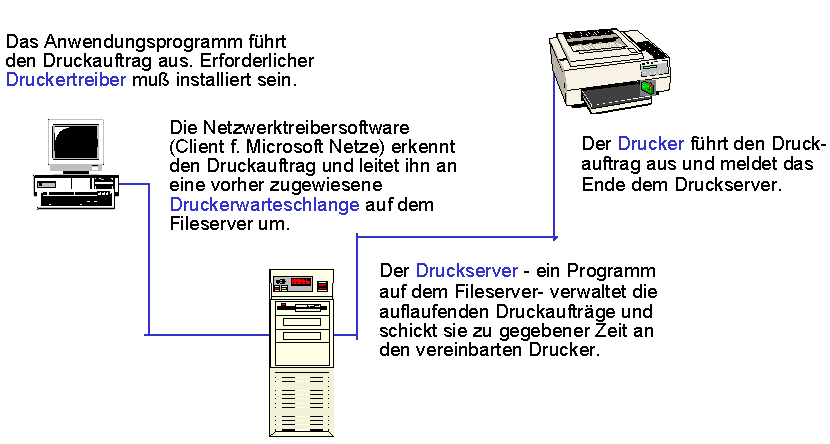 Das Anwendungsprogramm führt
den Druckauftrag aus. Erforderlicher
Druckertreiber muß installiert sein.
Die Netzwerktreibersoftware
(Client f. Microsoft Netze) erkennt
den Druckauftrag und leitet ihn an
eine vorher zugewiesene
Druckerwarteschlange auf dem
Fileserver um.
Der Drucker führt den Druck-
auftrag aus und meldet das
Ende dem Druckserver.
Der Druckserver - ein Programm
auf dem Fileserver- verwaltet die
auflaufenden Druckaufträge und
schickt sie zu gegebener Zeit an
den vereinbarten Drucker.